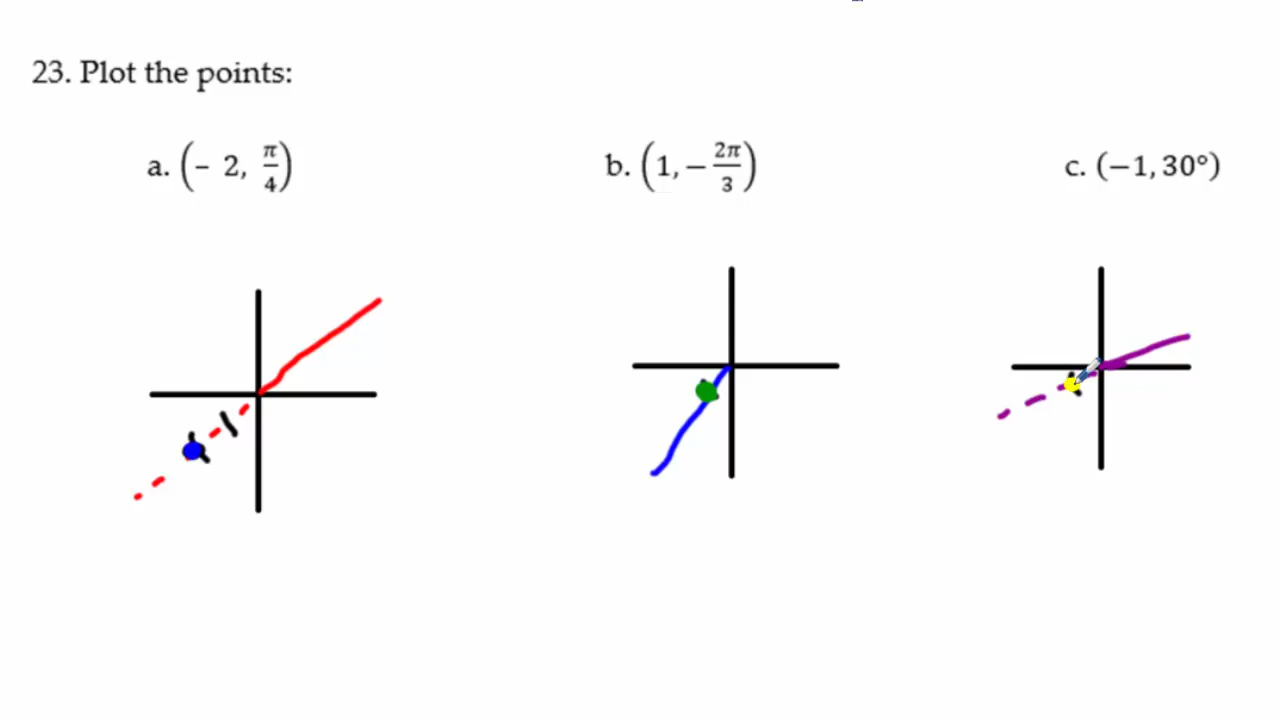 23. Plot the points:
a. (− 2, π/4)
b. (1, − 2π/3)
c. (−1, 30°)